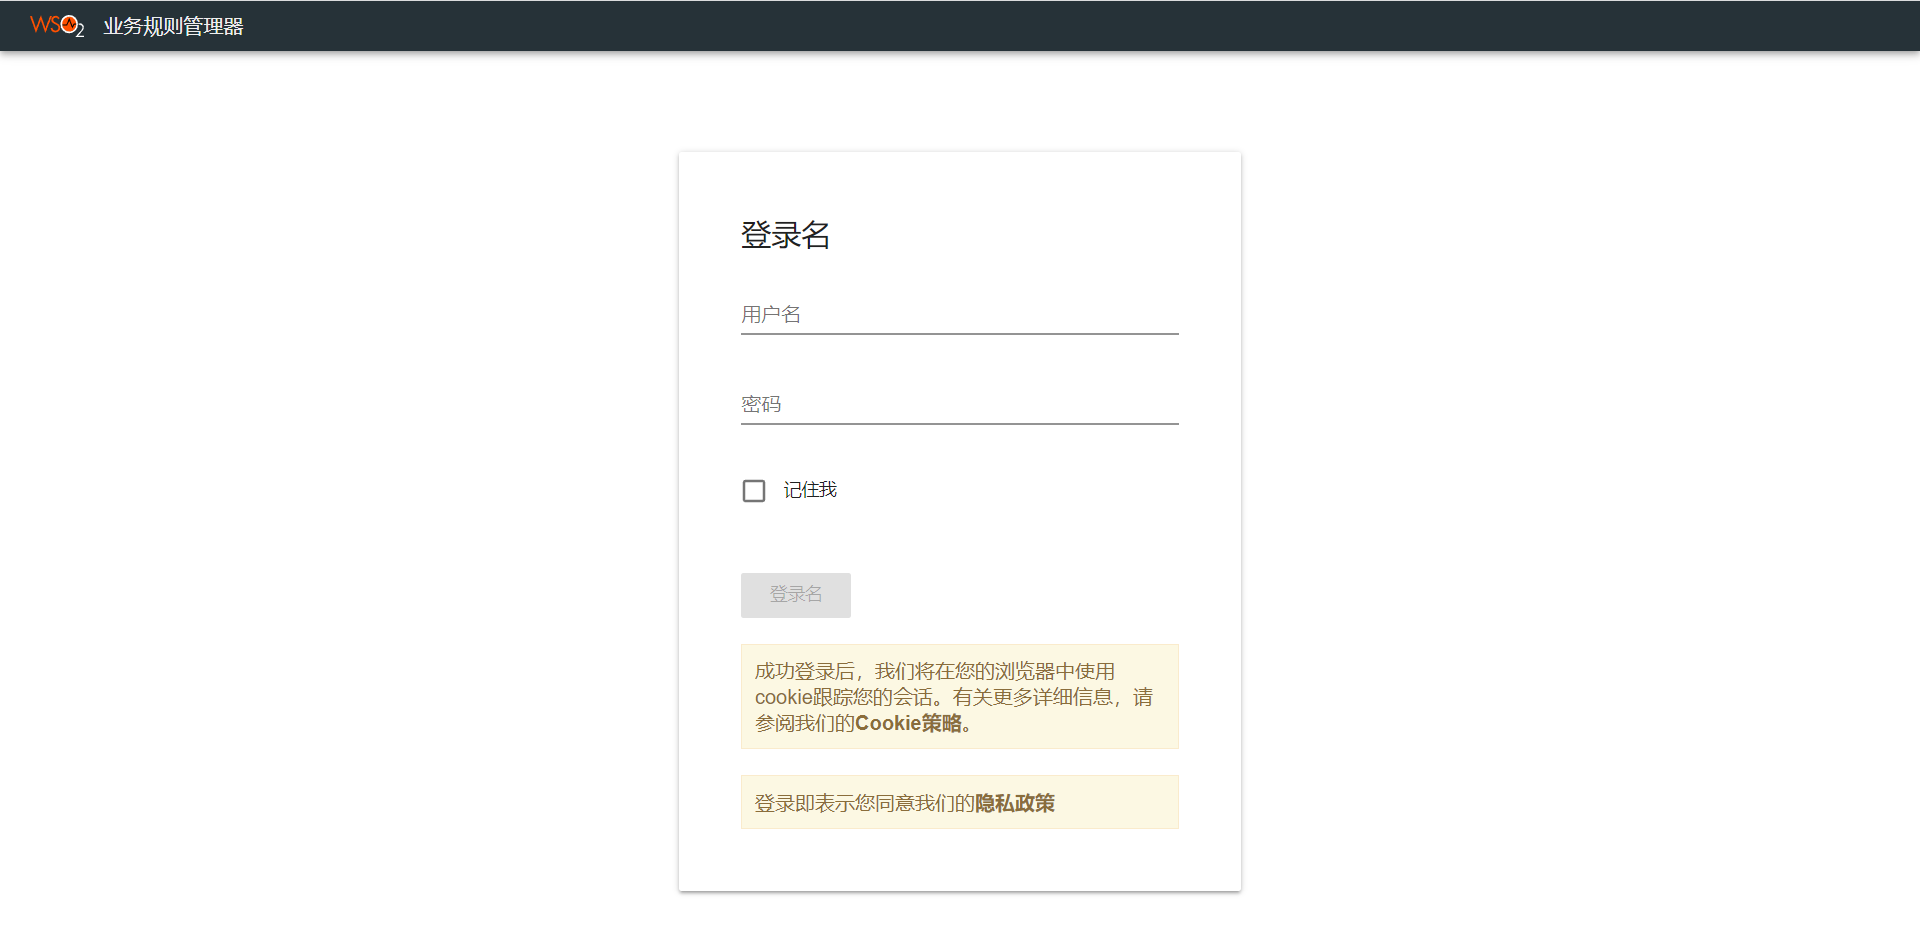 WSO2 业务规则管理器
登录名
用户名
密码
记住我
登录名
成功登录后，我们将在您的浏览器中使用
cookie跟踪您的会话。有关更多详细信息，请
参阅我们的Cookie策略。
登录即表示您同意我们的隐私政策